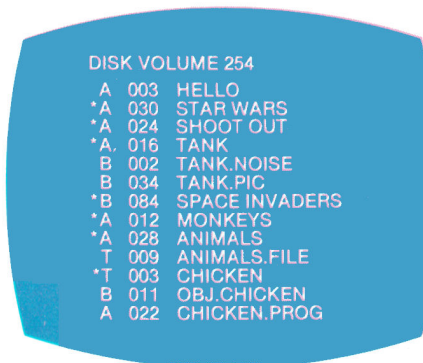 DISK VOLUME 254
A 003 HELLO
*A 030 STAR WARS
*A 024 SHOOT OUT
*A. 016 TANK
B 002 TANK.NOISE
B 034 TANK.PIC
*B 084 SPACE INVADERS
*A 012 MONKEYS
*A 028 ANIMALS
T 009 ANIMALS.FILE
*T 003 CHICKEN
B 011 OBJ.CHICKEN
A 022 CHICKEN.PROG